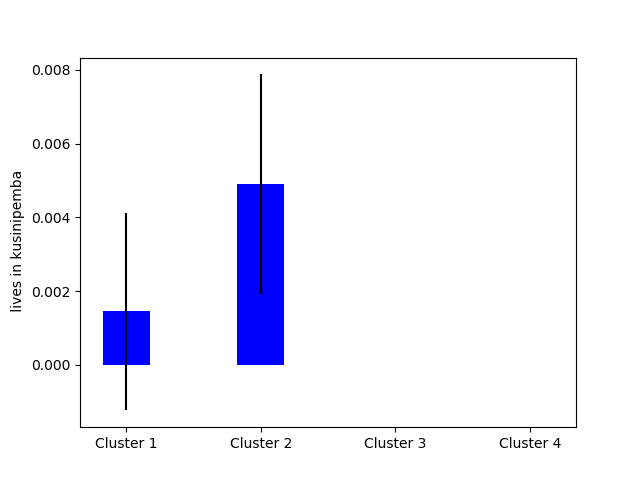 0.008
0.006
0.004
0.002
0.000
lives in kusinipemba
Cluster 1
Cluster 2
Cluster 3
Cluster 4